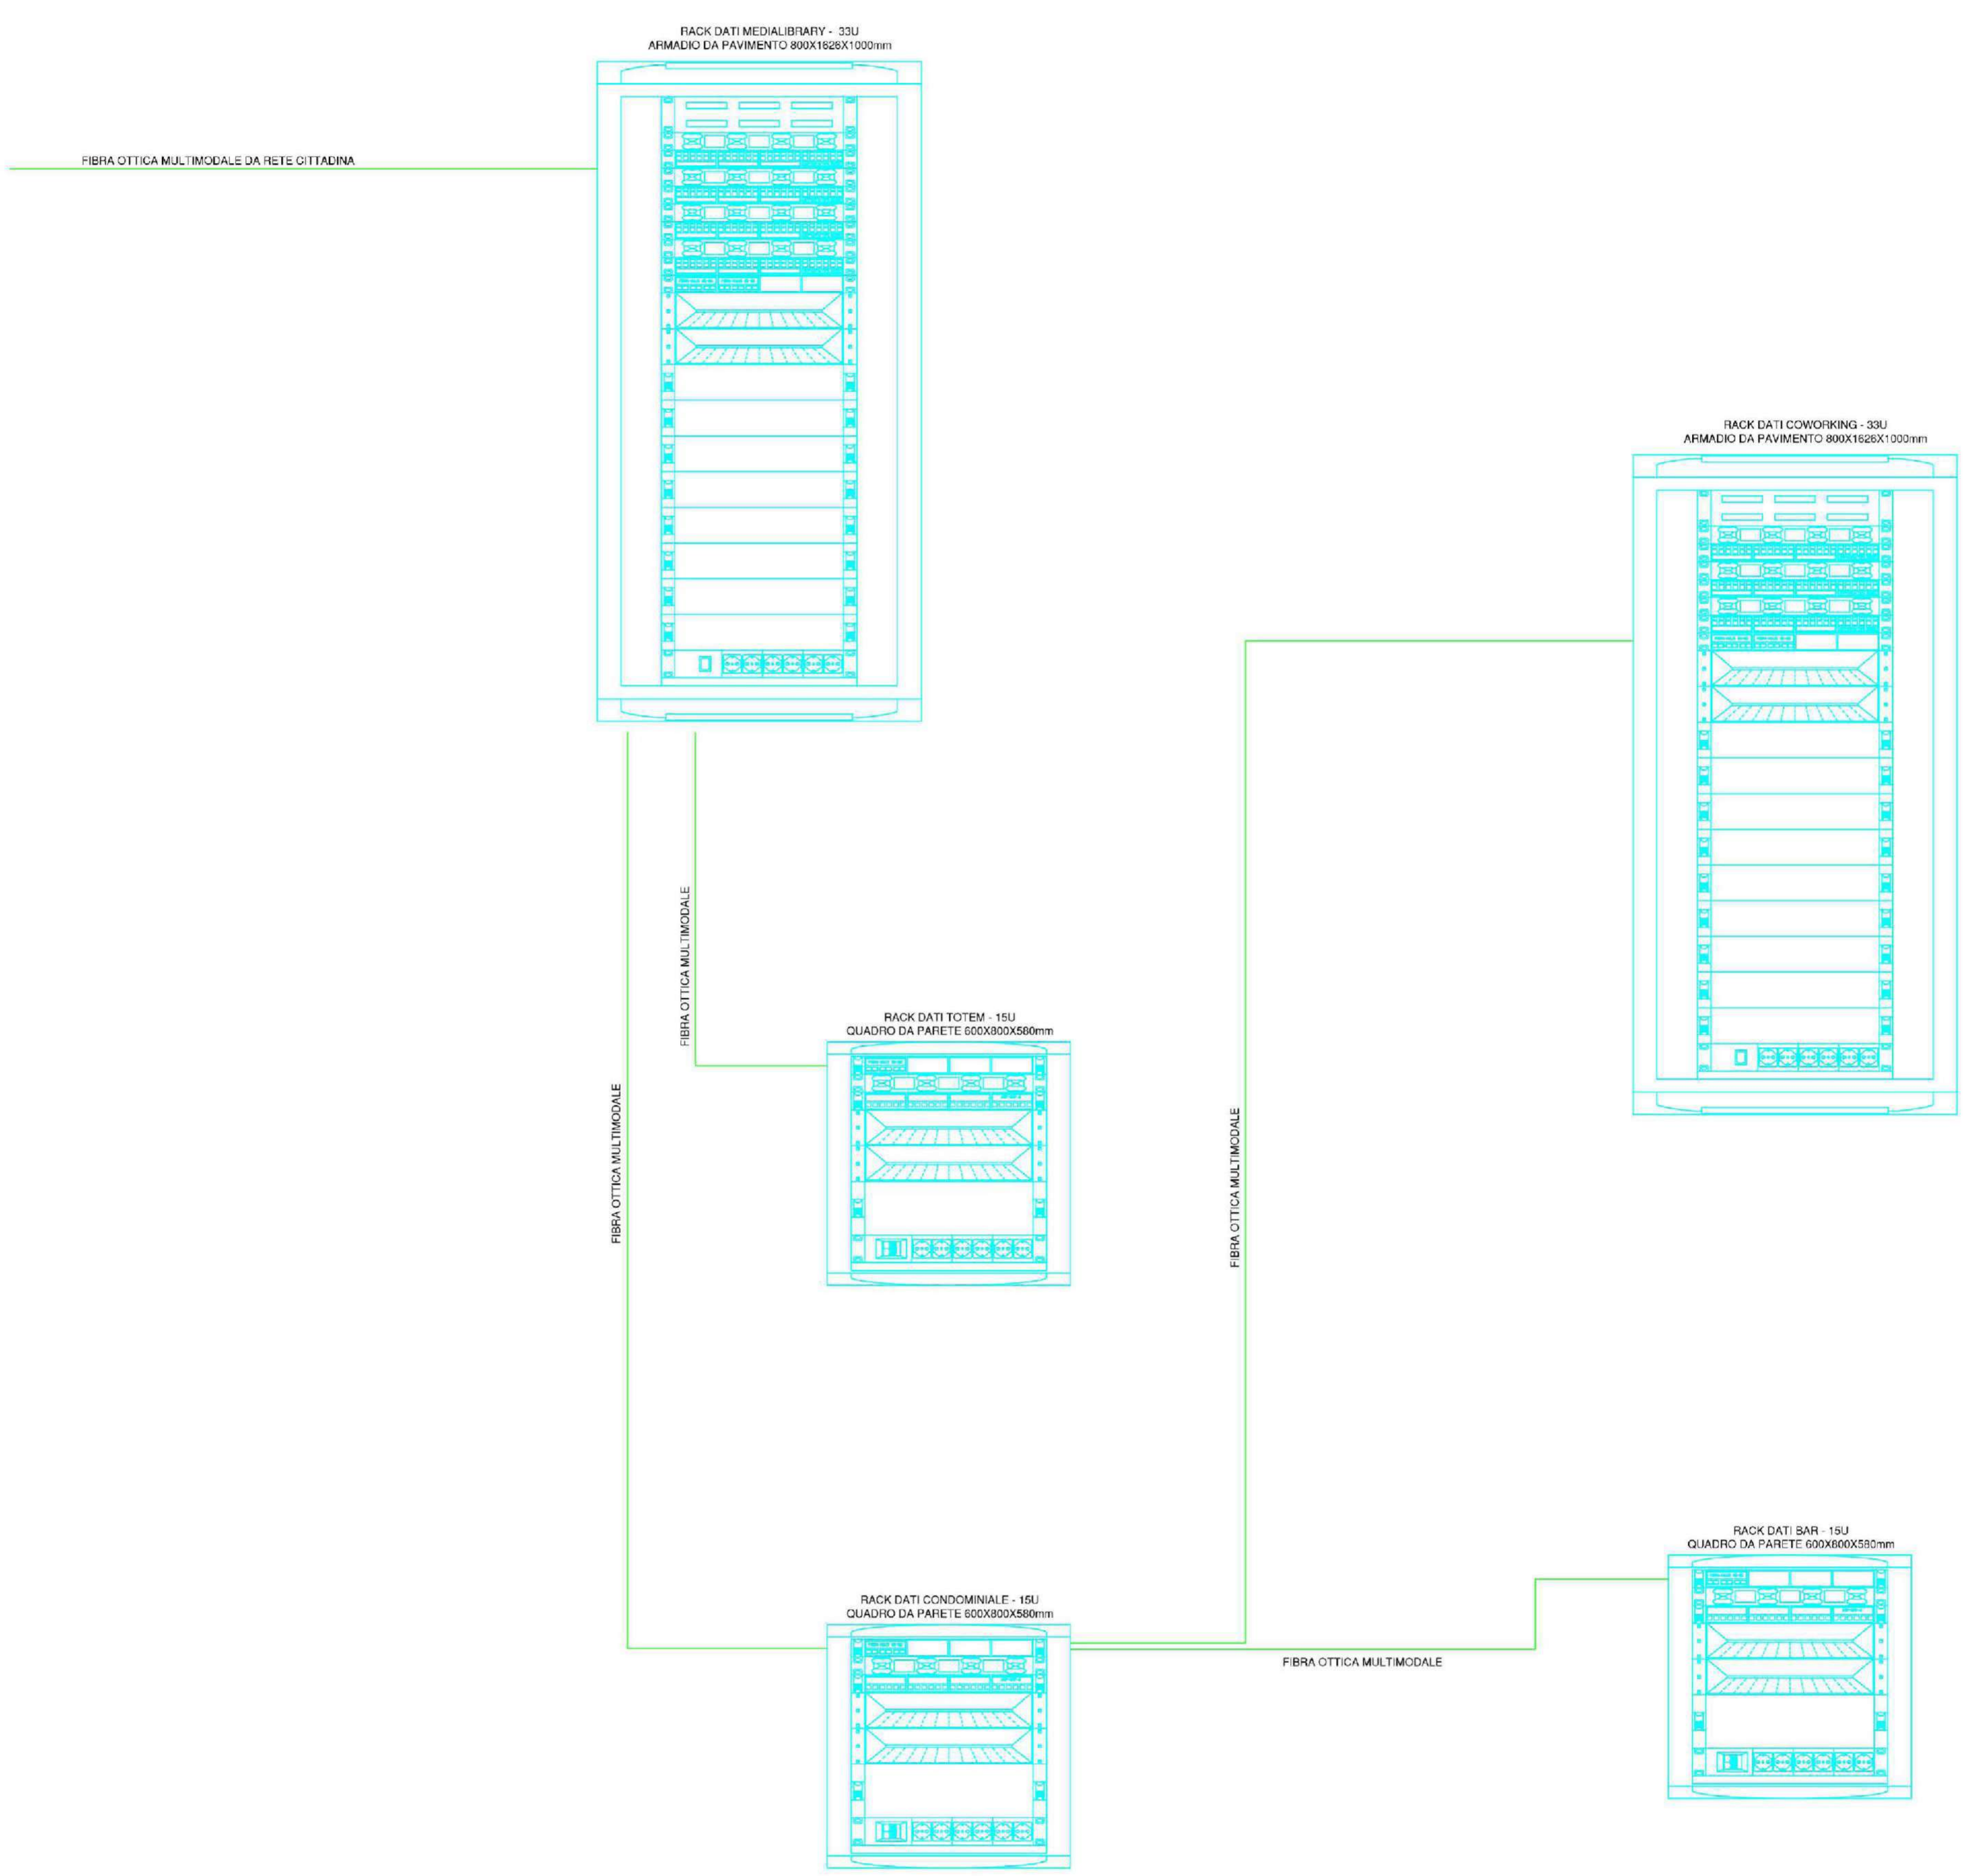 RACK DATI MEDIALIBRARY - 33U
ARMADIO DA PAVIMENTO 800X1626X1000mm
FIBRA OTTICA MULTIMODALE DA RETE CITTADINA
RACK DATI COWORKING - 33U
ARMADIO DA PAVIMENTO 800X1626X1000mm
FIBRA OTTICA MULTIMODALE
RACK DATI TOTEM - 15U
QUADRO DA PARETE 600X800X580mm
FIBRA OTTICA MULTIMODALE
FIBRA OTTICA MULTIMODALE
RACK DATI BAR - 15U
QUADRO DA PARETE 600X800X580mm
RACK DATI CONDOMINIALE - 15U
QUADRO DA PARETE 600X800X580mm
FIBRA OTTICA MULTIMODALE